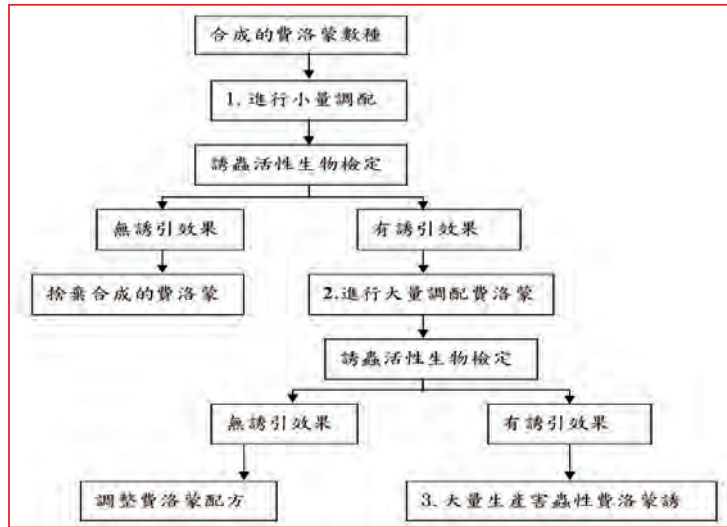 合成的費洛蒙數種
1. 進行小量調配
誘蟲活性生物檢定
無誘引效果
有誘引效果
捨棄合成的費洛蒙
2.進行大量調配費洛蒙
誘蟲活性生物檢定
無誘引效果
有誘引效果
調整費洛蒙配方
3. 大量生產害蟲性費洛蒙誘